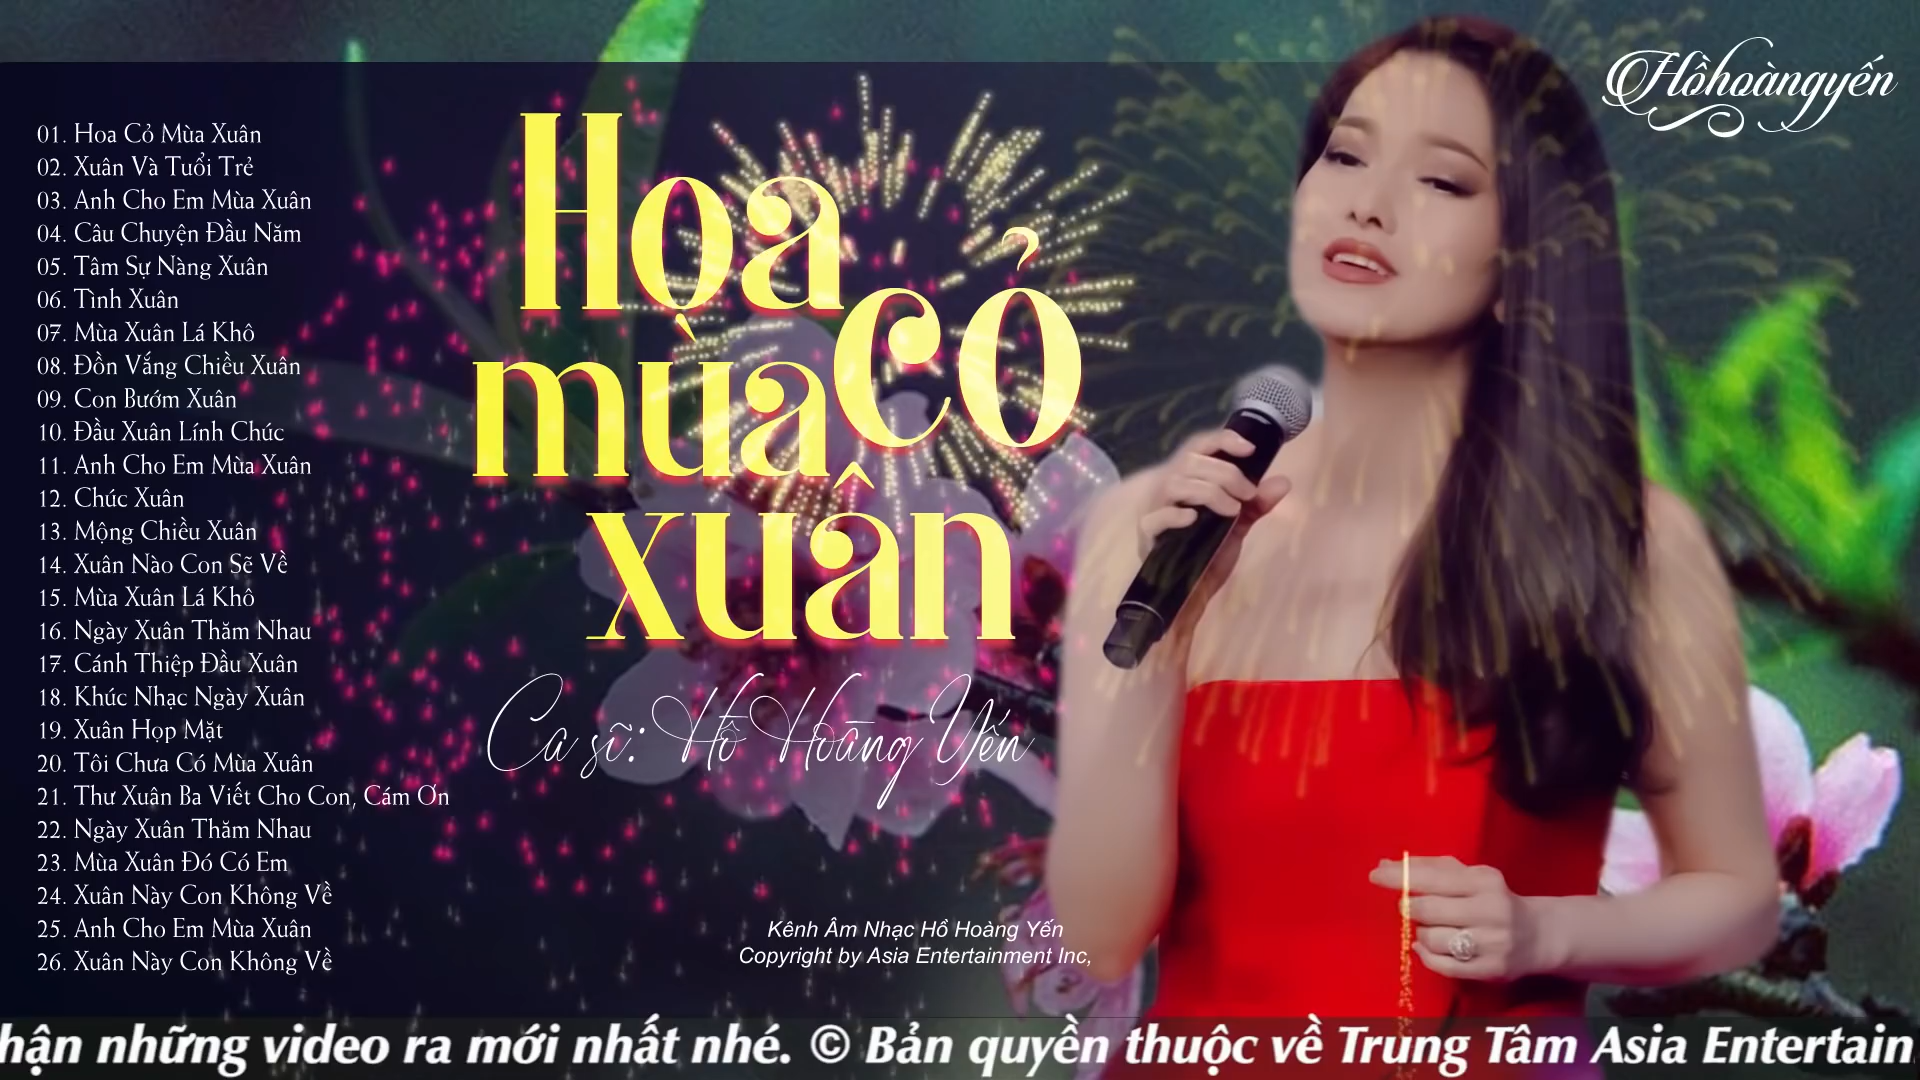 Hồhoàngyến
01. Hoa Cỏ Mùa Xuân
02. Xuân Và Tuổi Trẻ
03. Anh Cho Em Mùa Xuân
04. Câu Chuyện Đầu Năm
05. Tâm Sự Nàng Xuân
06. Tình Xuân
07. Mùa Xuân Lá Khô
08. Đồn Vắng Chiều Xuân
09. Con Bướm Xuân
10. Đầu Xuân Lính Chúc
11. Anh Cho Em Mùa Xuân
12. Chúc Xuân
13. Mộng Chiều Xuân
14. Xuân Nào Con Sẽ Về
15. Mùa Xuân Lá Khô
16. Ngày Xuân Thăm Nhau
17. Cánh Thiệp Đầu Xuân
18. Khúc Nhạc Ngày Xuân
19. Xuân Họp Mặt
20. Tôi Chưa Có Mùa Xuân
21. Thư Xuân Ba Viết Cho Con, Cám Ơn
22. Ngày Xuân Thăm Nhau
23. Mùa Xuân Đó Có Em
24. Xuân Này Con Không Về
25. Anh Cho Em Mùa Xuân
26. Xuân Này Con Không Về
Hoa
cỏ
mùa
xuân
Ca sĩ: Hồ Hoàng Yến
Kênh Âm Nhạc Hồ Hoàng Yến
Copyright by Asia Entertainment Inc,
hận những video ra mới nhất nhé. © Bản quyền thuộc về Trung Tâm Asia Entertain